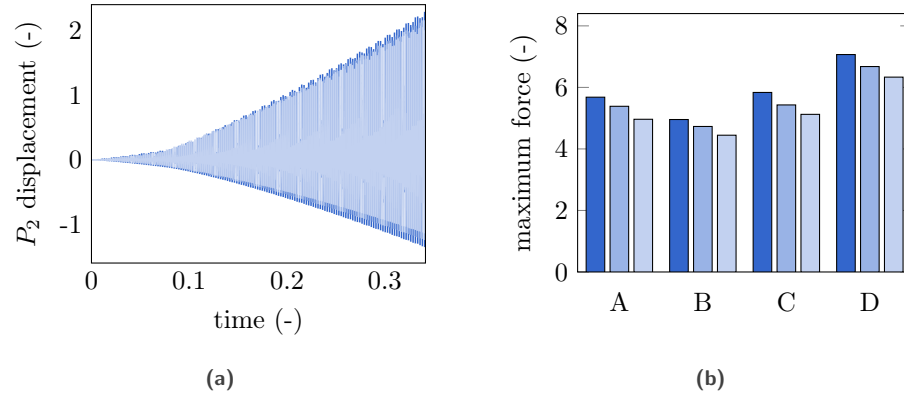 P₂ displacement (-)
2
1
0
-1
0
0.1
0.2
0.3
time (-)
(a)
maximum force (-)
8
6
4
2
0
A
B
C
D
(b)